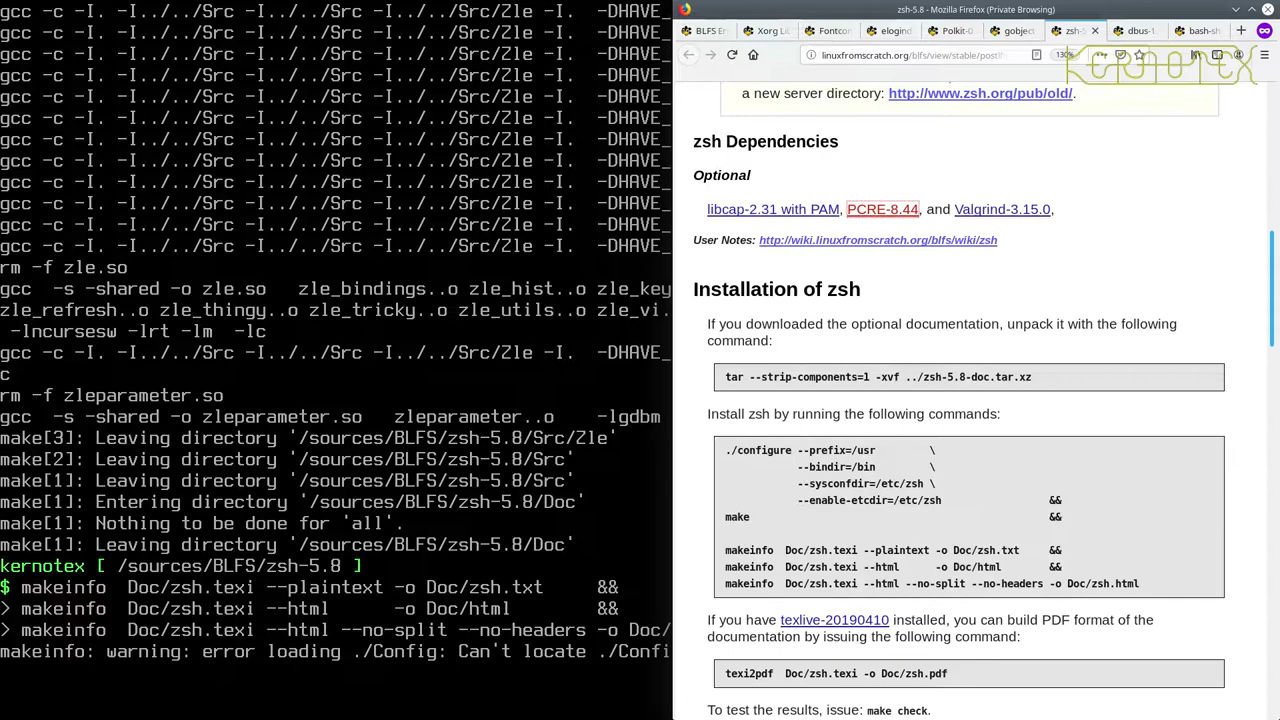 gcc -c -I. -I../../Src -I../../Src -I../../Src/Zle -I.  -DHAVE_
gcc -c -I. -I../../Src -I../../Src -I../../Src/Zle -I.  -DHAVE_
gcc -c -I. -I../../Src -I../../Src -I../../Src/Zle -I.  -DHAVE_
gcc -c -I. -I../../Src -I../../Src -I../../Src/Zle -I.  -DHAVE_
gcc -c -I. -I../../Src -I../../Src -I../../Src/Zle -I.  -DHAVE_
gcc -c -I. -I../../Src -I../../Src -I../../Src/Zle -I.  -DHAVE_
gcc -c -I. -I../../Src -I../../Src -I../../Src/Zle -I.  -DHAVE_
gcc -c -I. -I../../Src -I../../Src -I../../Src/Zle -I.  -DHAVE_
gcc -c -I. -I../../Src -I../../Src -I../../Src/Zle -I.  -DHAVE_
gcc -c -I. -I../../Src -I../../Src -I../../Src/Zle -I.  -DHAVE_
gcc -c -I. -I../../Src -I../../Src -I../../Src/Zle -I.  -DHAVE_
gcc -c -I. -I../../Src -I../../Src -I../../Src/Zle -I.  -DHAVE_
rm -f zle.so
gcc  -s -shared -o zle.so   zle_bindings..o zle_hist..o zle_key
zle_refresh..o zle_thingy..o zle_tricky..o zle_utils..o zle_vi.
 -lncursesw -lrt -lm  -lc
gcc -c -I. -I../../Src -I../../Src -I../../Src/Zle -I.  -DHAVE_
c
rm -f zleparameter.so
gcc  -s -shared -o zleparameter.so   zleparameter..o    -lgdbm
make[3]: Leaving directory '/sources/BLFS/zsh-5.8/Src/Zle'
make[2]: Leaving directory '/sources/BLFS/zsh-5.8/Src'
make[1]: Leaving directory '/sources/BLFS/zsh-5.8/Src'
make[1]: Entering directory '/sources/BLFS/zsh-5.8/Doc'
make[1]: Nothing to be done for 'all'.
make[1]: Leaving directory '/sources/BLFS/zsh-5.8/Doc'
kernotex [ /sources/BLFS/zsh-5.8 ]
$ makeinfo  Doc/zsh.texi --plaintext -o Doc/zsh.txt     &&
> makeinfo  Doc/zsh.texi --html      -o Doc/html        &&
> makeinfo  Doc/zsh.texi --html --no-split --no-headers -o Doc/
makeinfo: warning: error loading ./Config: Can't locate ./Confi
zsh-5.8 - Mozilla Firefox (Private Browsing)
BLFS Er Xorg Li Fontcon elogind Polkit-0 gobject zsh-5 dbus-1 bash-sh
linuxfromscratch.org/blfs/view/stable/postlf 130%
KERNOTEX
a new server directory: http://www.zsh.org/pub/old/.
zsh Dependencies
Optional
libcap-2.31 with PAM, PCRE-8.44, and Valgrind-3.15.0,
User Notes: http://wiki.linuxfromscratch.org/blfs/wiki/zsh
Installation of zsh
If you downloaded the optional documentation, unpack it with the following
command:
tar --strip-components=1 -xvf ../zsh-5.8-doc.tar.xz
Install zsh by running the following commands:
./configure --prefix=/usr         \
            --bindir=/bin         \
            --sysconfdir=/etc/zsh \
            --enable-etcdir=/etc/zsh                  &&
make                                                  &&
makeinfo  Doc/zsh.texi --plaintext -o Doc/zsh.txt     &&
makeinfo  Doc/zsh.texi --html      -o Doc/html        &&
makeinfo  Doc/zsh.texi --html --no-split --no-headers -o Doc/zsh.html
If you have texlive-20190410 installed, you can build PDF format of the
documentation by issuing the following command:
texi2pdf  Doc/zsh.texi -o Doc/zsh.pdf
To test the results, issue: make check.